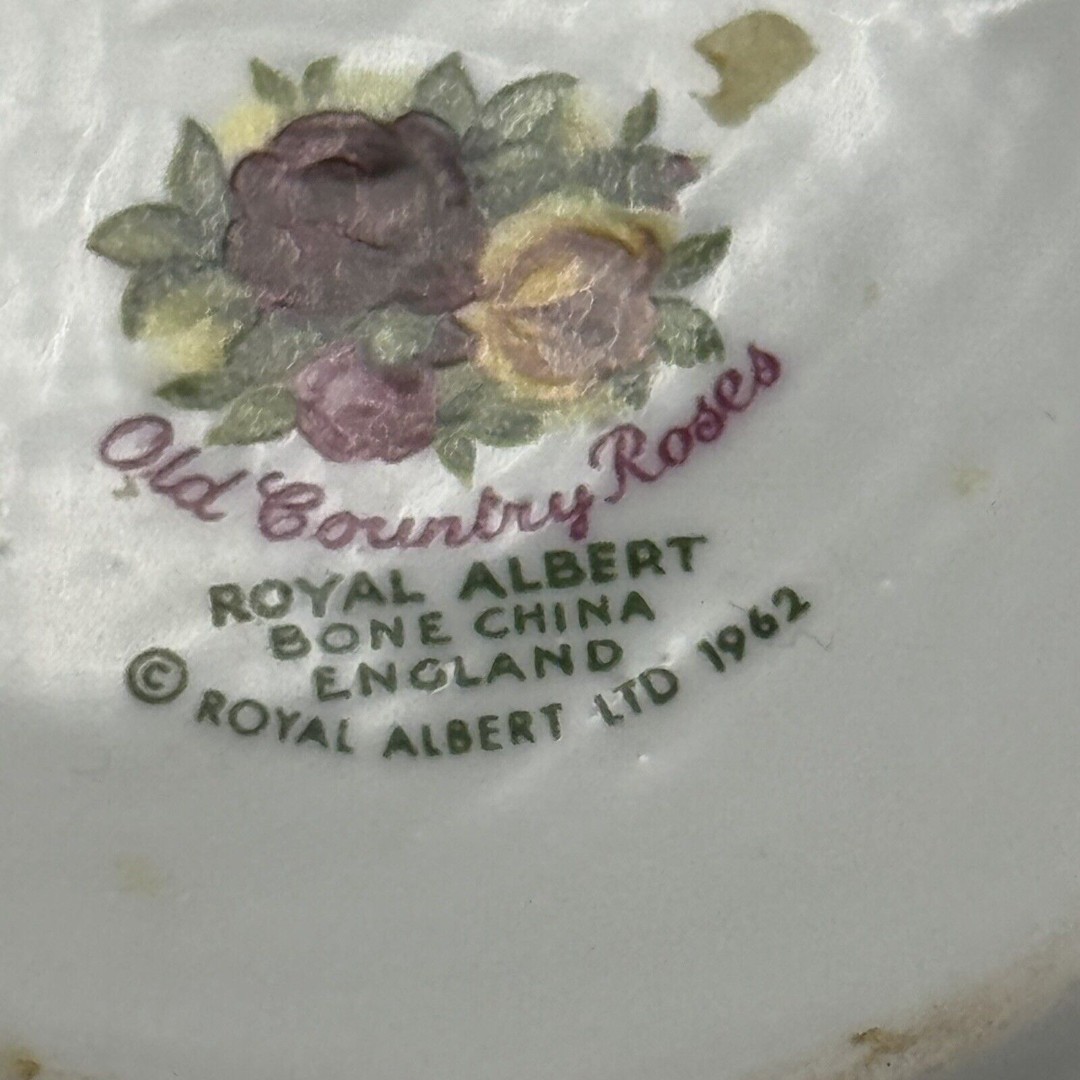 Old Country Roses
ROYAL ALBERT
BONE CHINA
ENGLAND
© ROYAL ALBERT LTD 1962